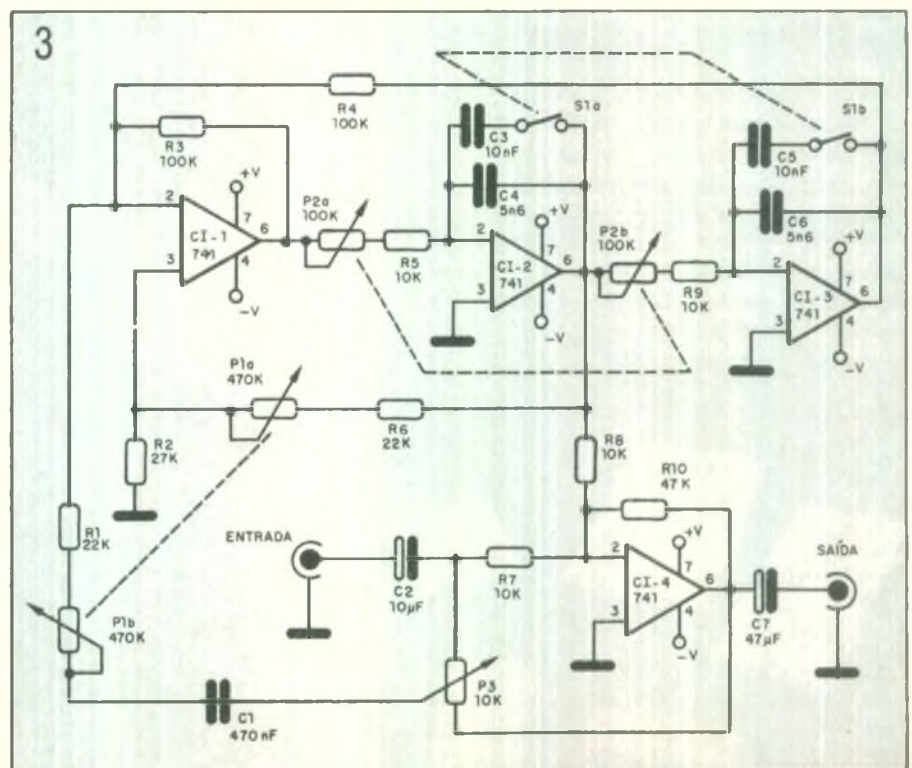 3
R4
100K
R3
100K
S1a
S1b
C3
10nF
C5
10nF
C4
5n6
C6
5n6
P2a
100K
R5
10K
P2b
100K
R9
10K
2
3
+V
7
6
4
-V
CI-1
741
2
3
+V
7
6
4
-V
CI-2
741
2
3
+V
7
6
4
-V
CI-3
741
P1a
470K
R6
22K
R2
27K
R8
10K
R10
47K
R1
22K
ENTRADA
C2
10µF
R7
10K
2
3
+V
7
6
4
-V
CI-4
741
SAÍDA
C7
47µF
P1b
470K
P3
10K
C1
470nF